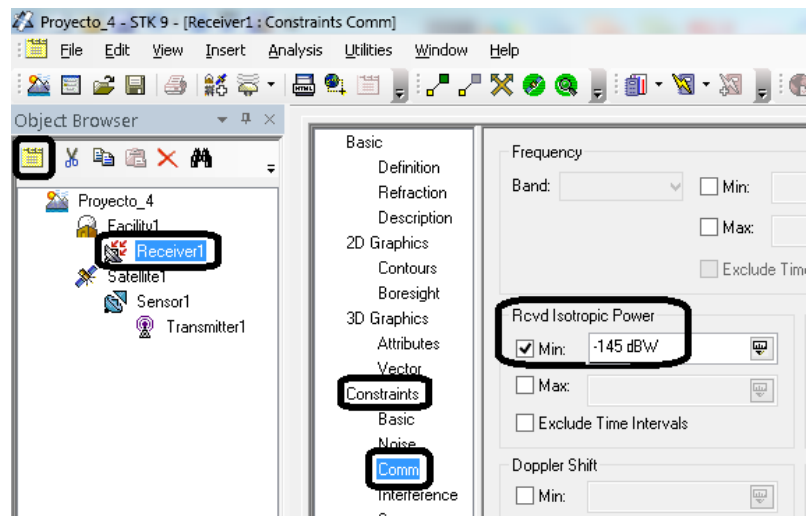 Proyecto_4 - STK 9 - [Receiver1 : Constraints Comm]
File Edit View Insert Analysis Utilities Window Help
HTML
Object Browser
Proyecto_4
Facility1
Receiver1
Satellite1
Sensor1
Transmitter1
Basic
Definition
Refraction
Description
2D Graphics
Contours
Boresight
3D Graphics
Attributes
Vector
Constraints
Basic
Noise
Comm
Interference
Frequency
Band:
Min:
Max:
Exclude Time
Rcvd Isotropic Power
Min: -145 dBW
Max:
Exclude Time Intervals
Doppler Shift
Min: